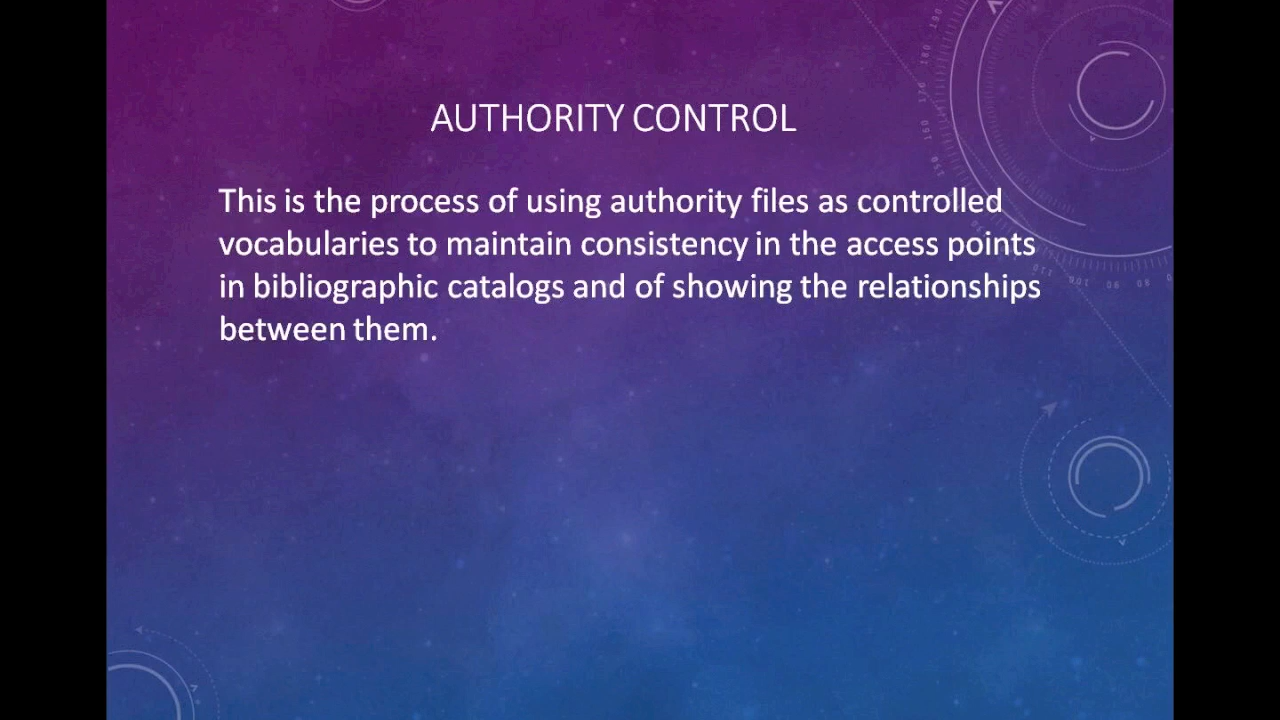 AUTHORITY CONTROL
This is the process of using authority files as controlled
vocabularies to maintain consistency in the access points
in bibliographic catalogs and of showing the relationships
between them.